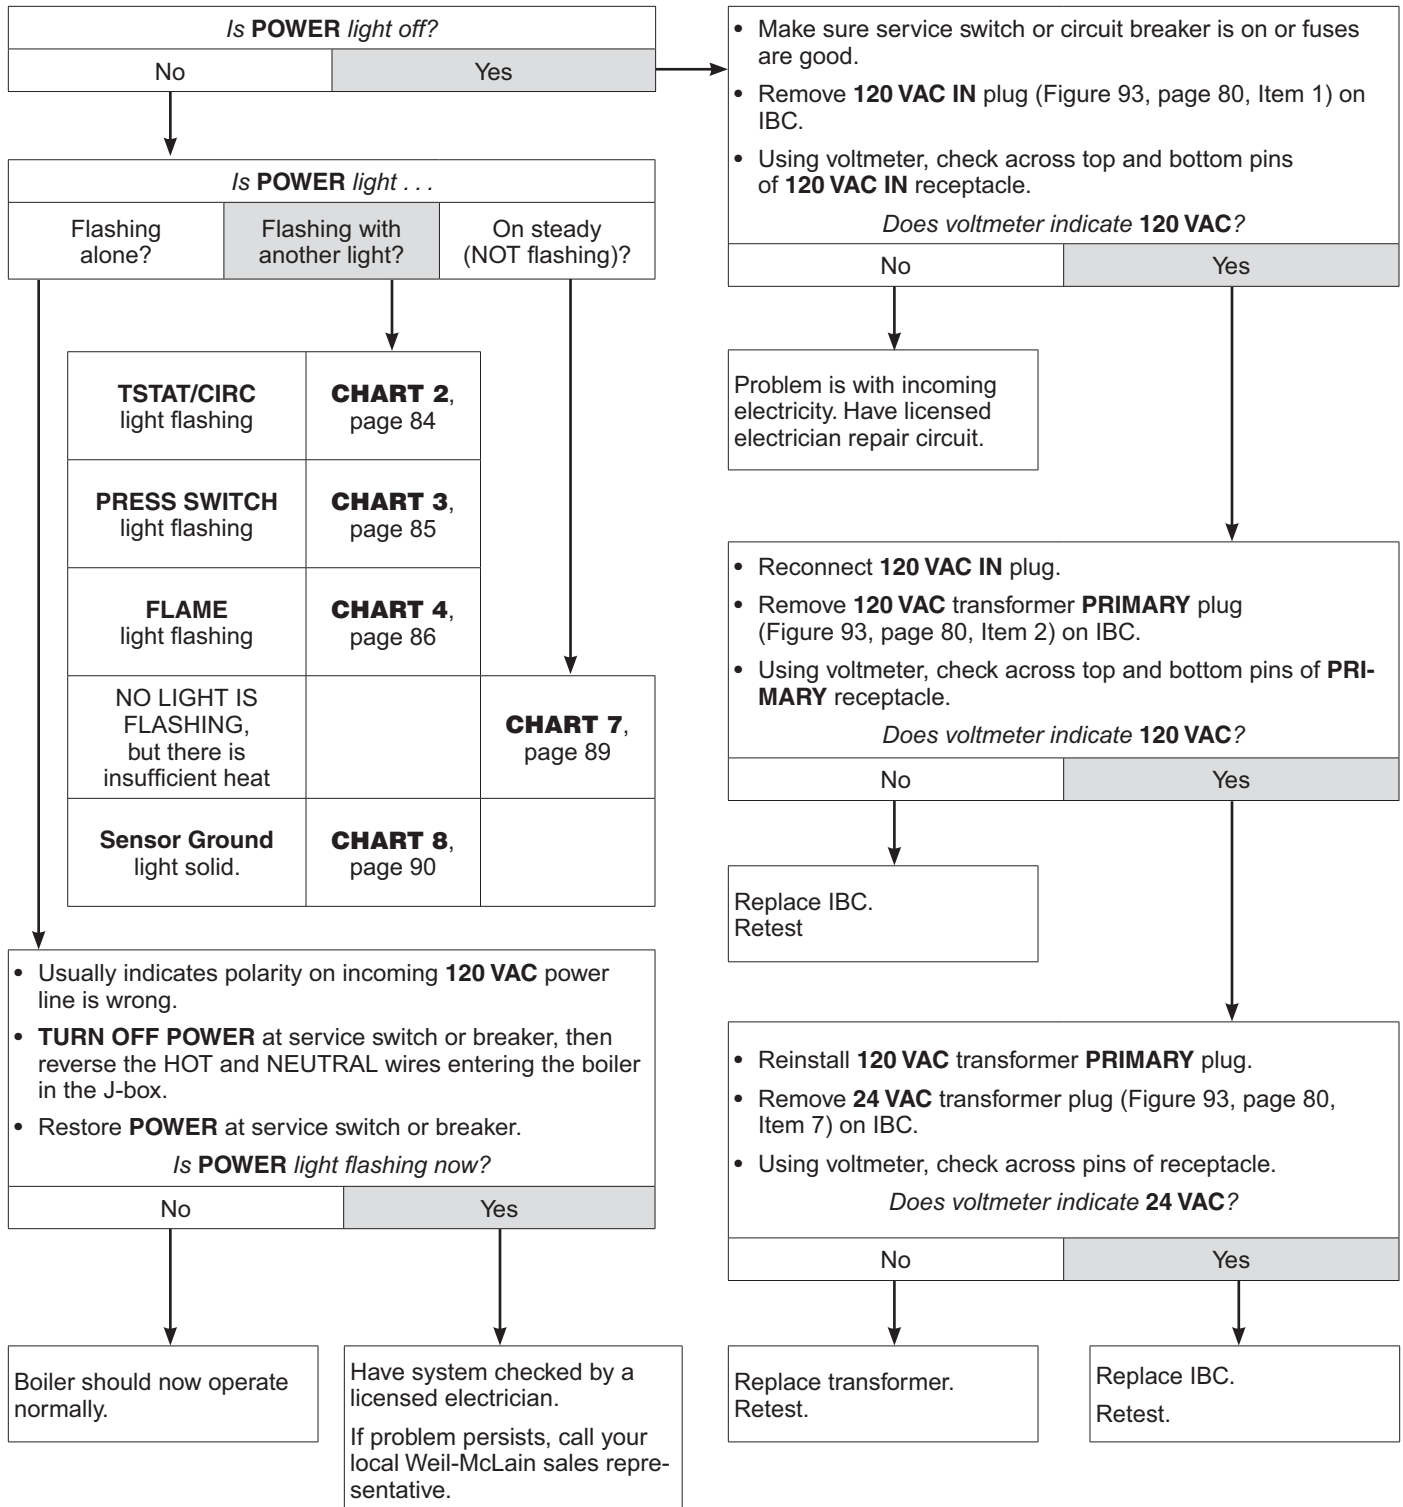 Is POWER light off?
No
Yes
Is POWER light . . .
Flashing
alone?
Flashing with
another light?
On steady
(NOT flashing)?
TSTAT/CIRC
light flashing
CHART 2,
page 84
PRESS SWITCH
light flashing
CHART 3,
page 85
FLAME
light flashing
CHART 4,
page 86
NO LIGHT IS
FLASHING,
but there is
insufficient heat
CHART 7,
page 89
Sensor Ground
light solid.
CHART 8,
page 90
• Usually indicates polarity on incoming 120 VAC power
line is wrong.
• TURN OFF POWER at service switch or breaker, then
reverse the HOT and NEUTRAL wires entering the boiler
in the J-box.
• Restore POWER at service switch or breaker.
Is POWER light flashing now?
No
Yes
Boiler should now operate
normally.
Have system checked by a
licensed electrician.
If problem persists, call your
local Weil-McLain sales repre-
sentative.
• Make sure service switch or circuit breaker is on or fuses
are good.
• Remove 120 VAC IN plug (Figure 93, page 80, Item 1) on
IBC.
• Using voltmeter, check across top and bottom pins
of 120 VAC IN receptacle.
Does voltmeter indicate 120 VAC?
No
Yes
Problem is with incoming
electricity. Have licensed
electrician repair circuit.
• Reconnect 120 VAC IN plug.
• Remove 120 VAC transformer PRIMARY plug
(Figure 93, page 80, Item 2) on IBC.
• Using voltmeter, check across top and bottom pins of PRI-
MARY receptacle.
Does voltmeter indicate 120 VAC?
No
Yes
Replace IBC.
Retest
• Reinstall 120 VAC transformer PRIMARY plug.
• Remove 24 VAC transformer plug (Figure 93, page 80,
Item 7) on IBC.
• Using voltmeter, check across pins of receptacle.
Does voltmeter indicate 24 VAC?
No
Yes
Replace transformer.
Retest.
Replace IBC.
Retest.